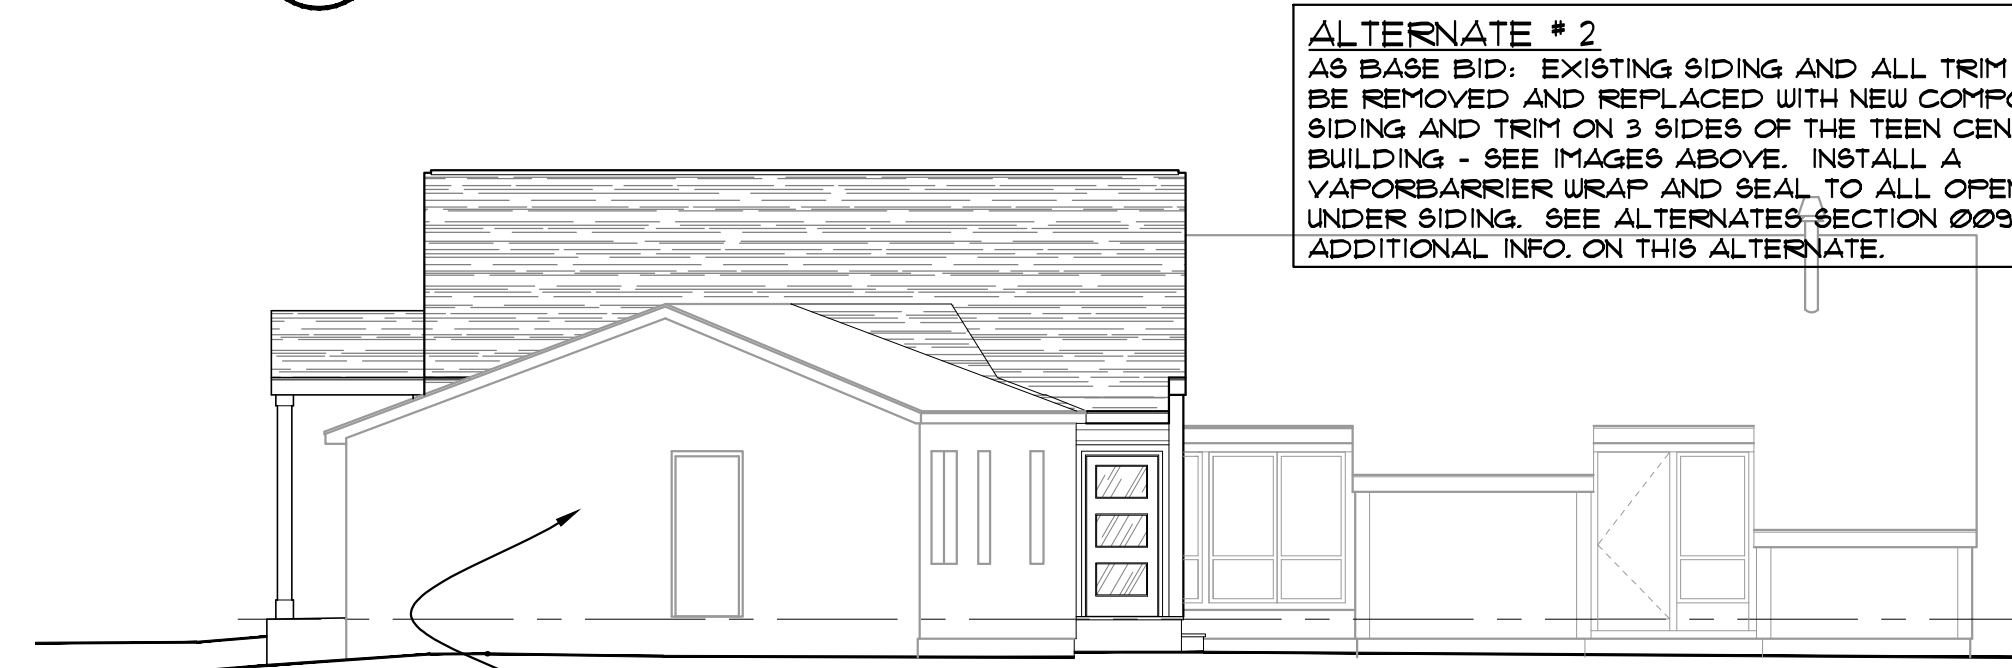 ALTERNATE # 2
AS BASE BID: EXISTING SIDING AND ALL TRIM
BE REMOVED AND REPLACED WITH NEW
SIDING AND TRIM ON 3 SIDES OF THE TEEN
BUILDING - SEE IMAGES ABOVE. INSTALL A
VAPORBARRIER WRAP AND SEAL TO ALL
UNDER SIDING. SEE ALTERNATES SECTION
ADDITIONAL INFO. ON THIS ALTERNATE.